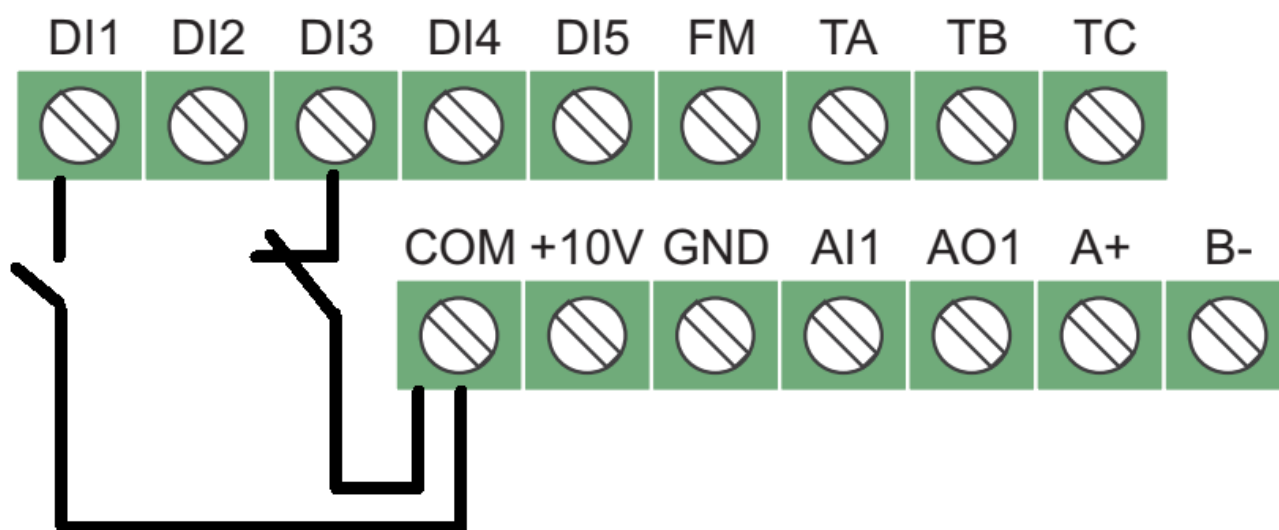 DI1 DI2 DI3 DI4 DI5 FM TA TB TC
COM +10V GND AI1 AO1 A+ B-